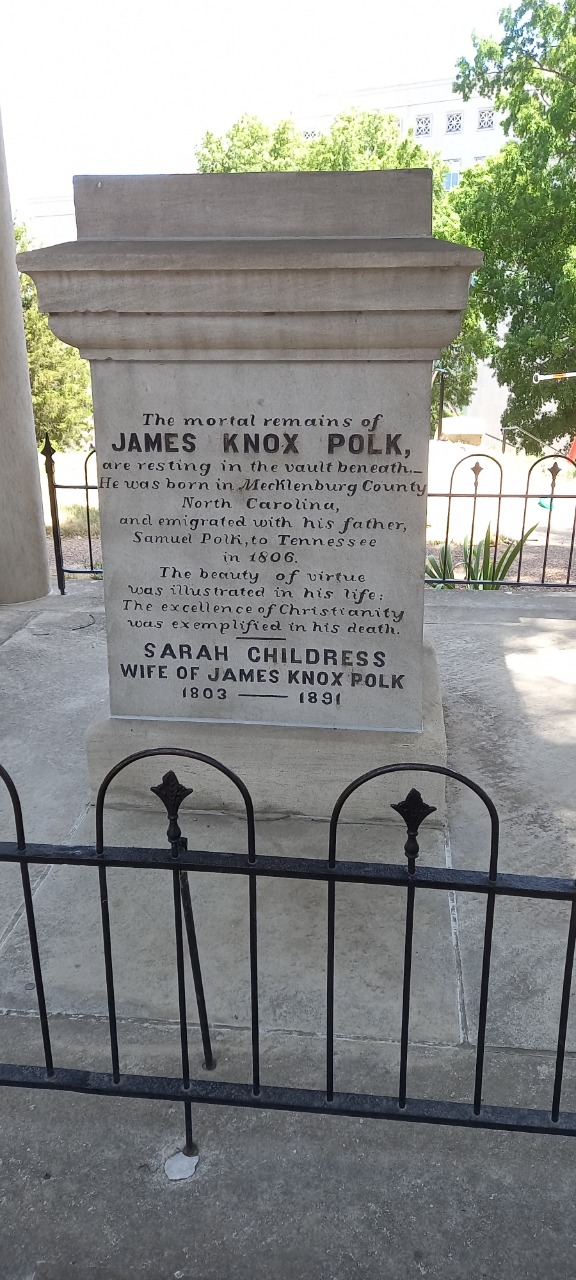 The mortal remains of
JAMES KNOX POLK,
are resting in the vault beneath.
He was born in Mecklenburg County
North Carolina,
and emigrated with his father,
Samuel Polk, to Tennessee
in 1806.
The beauty of virtue
was illustrated in his life:
The excellence of Christianity
was exemplified in his death.
SARAH CHILDRESS
WIFE OF JAMES KNOX POLK
1803 — 1891